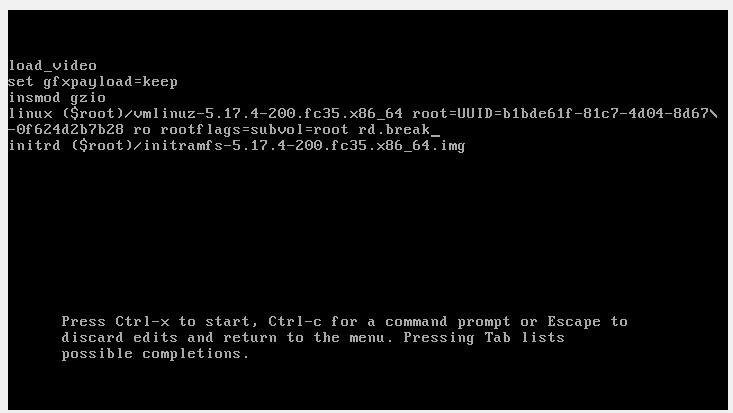 load_video
set gfxpayload=keep
insmod gzio
linux ($root)/vmlinuz-5.17.4-200.fc35.x86_64 root=UUID=b1bde61f-81c7-4d04-8d67\
-0f624d2b7b28 ro rootflags=subvol=root rd.break_
initrd ($root)/initramfs-5.17.4-200.fc35.x86_64.img
Press Ctrl-x to start, Ctrl-c for a command prompt or Escape to
discard edits and return to the menu. Pressing Tab lists
possible completions.